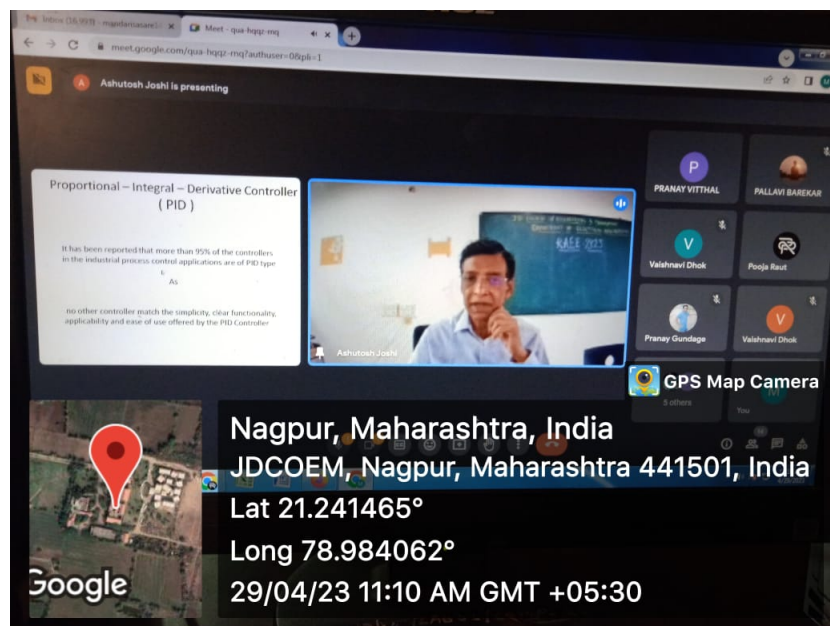 Meet - qua-hqqz-rnq
meet.google.com/qua-hqqz-rnq?authuser=0&pli=1
A
Ashutosh Joshi is presenting
Proportional – Integral – Derivative Controller
( PID )
It has been reported that more than 95% of the controllers
in the industrial process control applications are of PID type
As
no other controller match the simplicity, clear functionality,
applicability and ease of use offered by the PID Controller
RAEE 2023
Ashutosh Joshi
P
PRANAY VITTHAL
PALLAVI BAREKAR
V
Vaishnavi Dhok
Pooja Raut
Pranay Gundage
V
Vaishnavi Dhok
5 others
You
GPS Map Camera
Nagpur, Maharashtra, India
JDCOEM, Nagpur, Maharashtra 441501, India
Lat 21.241465°
Long 78.984062°
29/04/23 11:10 AM GMT +05:30
Google